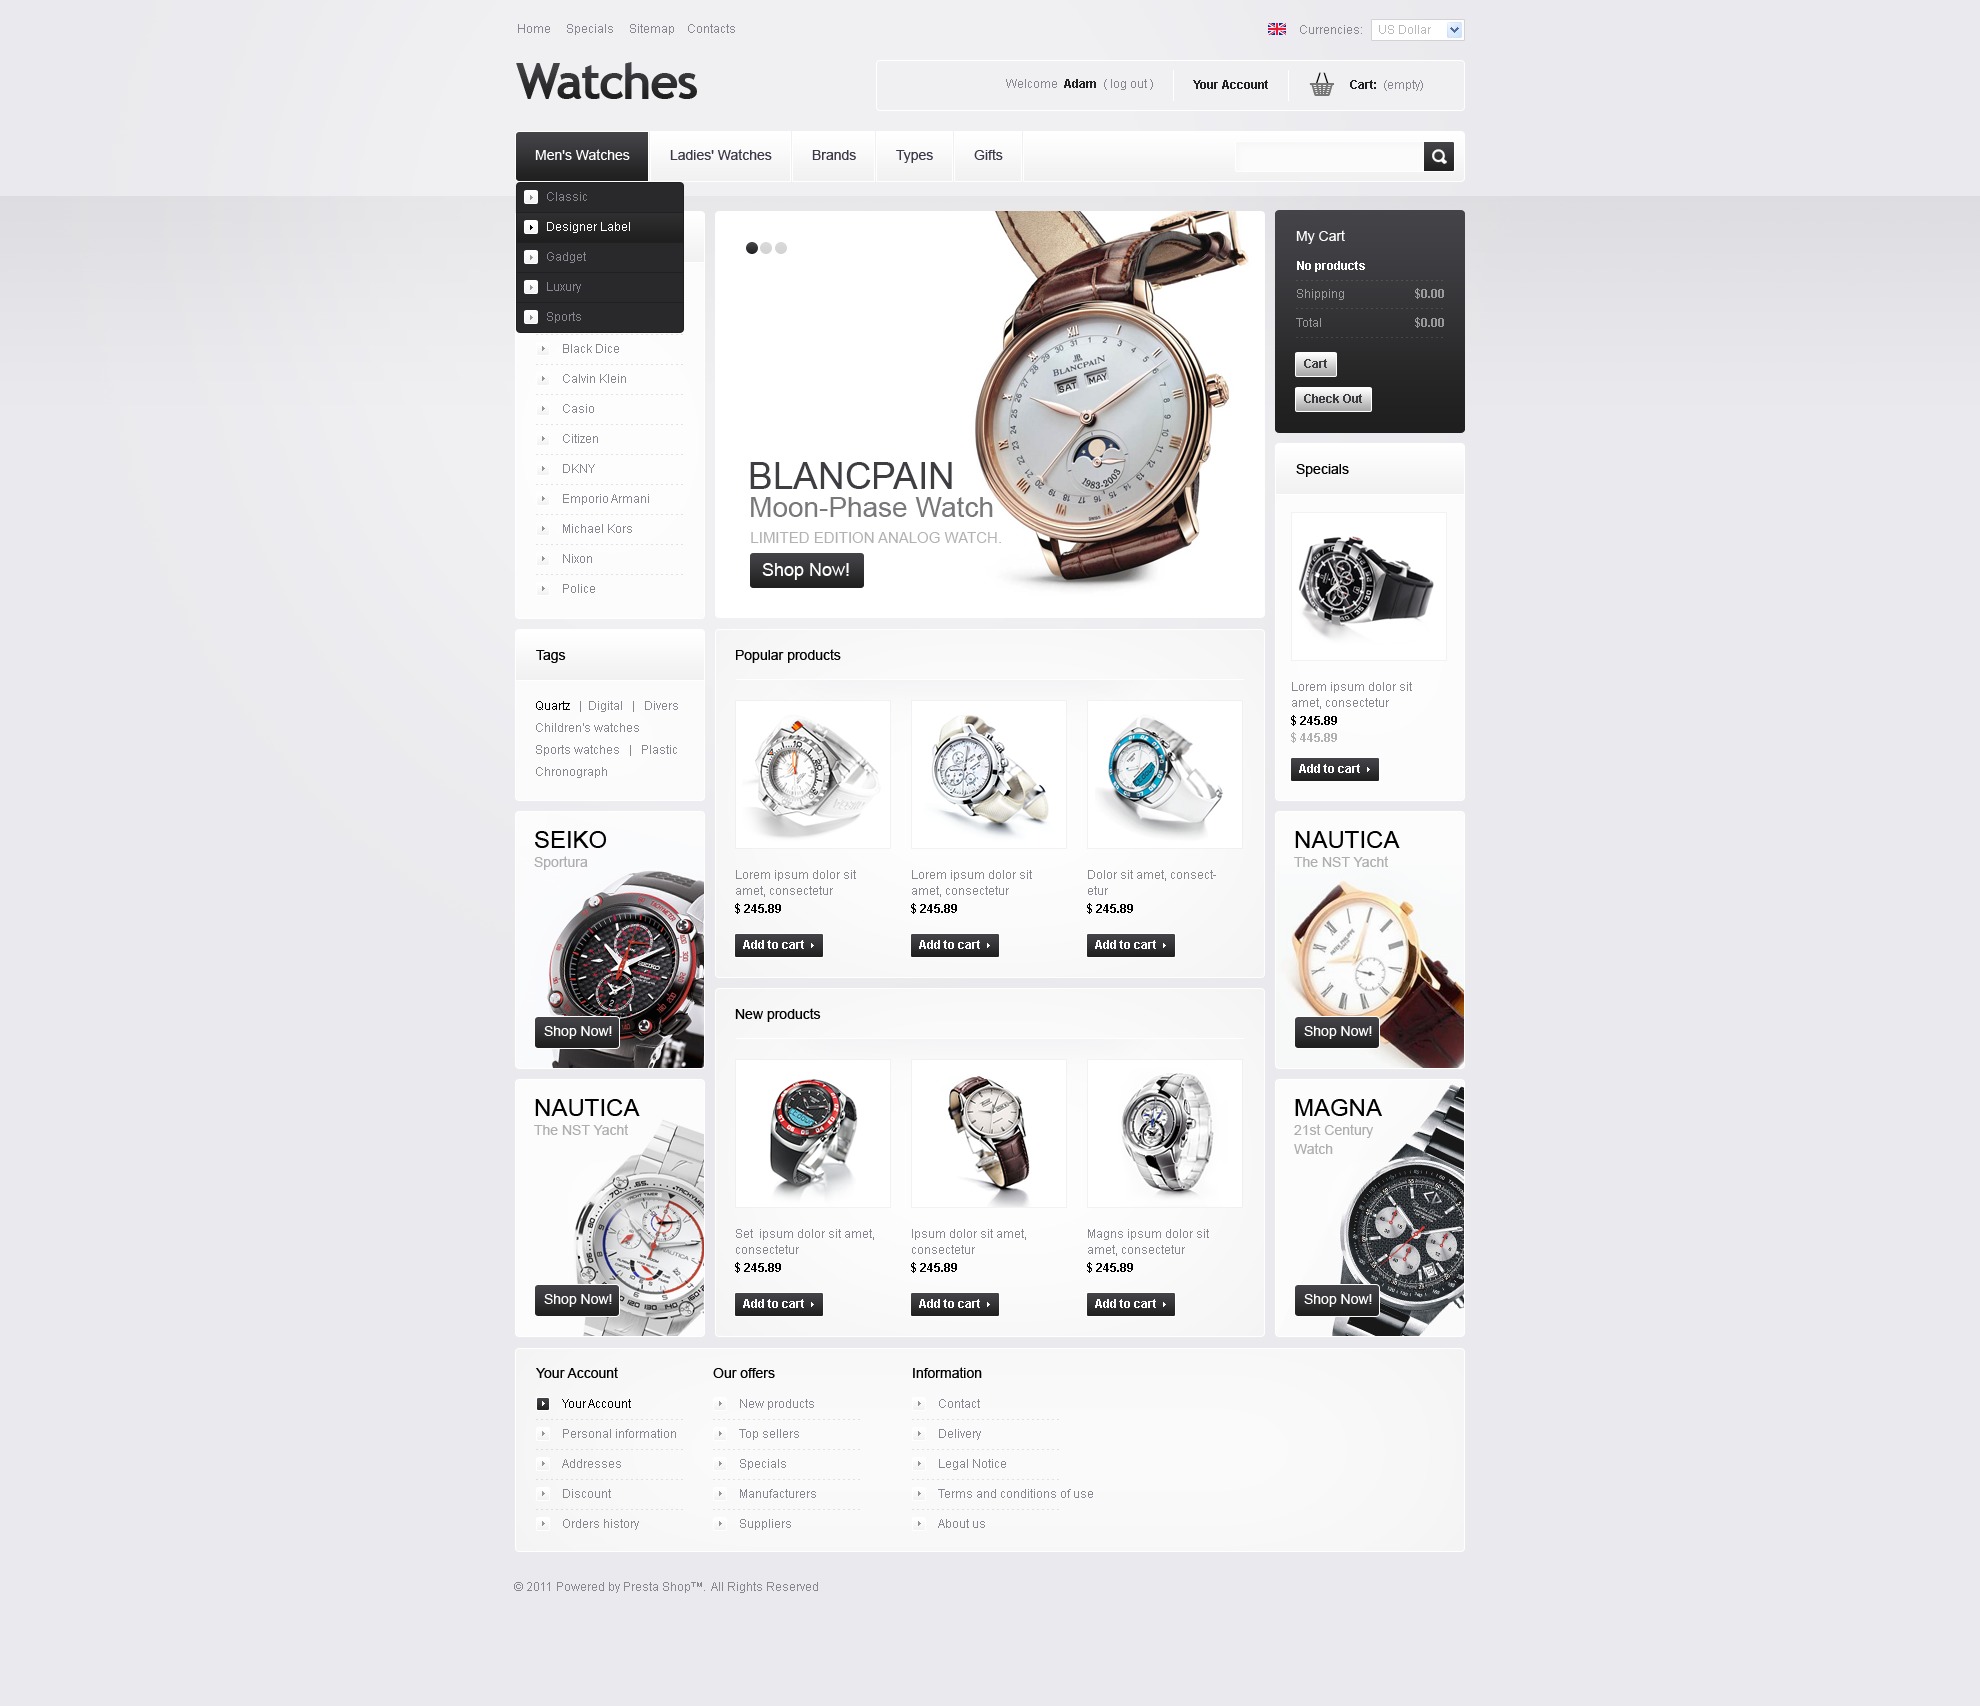 Home Specials Sitemap Contacts
Currencies: US Dollar
Watches
Welcome Adam ( log out )
Your Account
Cart: (empty)
Men's Watches
Ladies' Watches
Brands
Types
Gifts
Classic
Designer Label
Gadget
Luxury
Sports
Black Dice
Calvin Klein
Casio
Citizen
DKNY
Emporio Armani
Michael Kors
Nixon
Police
BLANCPAIN
SAT MAY
1983-2003
BLANCPAIN
Moon-Phase Watch
LIMITED EDITION ANALOG WATCH.
Shop Now!
My Cart
No products
Shipping $0.00
Total $0.00
Cart
Check Out
Specials
Lorem ipsum dolor sit
amet, consectetur
$ 245.89
$ 445.89
Add to cart
Tags
Quartz | Digital | Divers
Children's watches
Sports watches | Plastic
Chronograph
Popular products
Lorem ipsum dolor sit
amet, consectetur
$ 245.89
Add to cart
Lorem ipsum dolor sit
amet, consectetur
$ 245.89
Add to cart
Dolor sit amet, consect-
etur
$ 245.89
Add to cart
SEIKO
Sportura
SEIKO
Shop Now!
NAUTICA
The NST Yacht
Shop Now!
New products
Set ipsum dolor sit amet,
consectetur
$ 245.89
Add to cart
Ipsum dolor sit amet,
consectetur
$ 245.89
Add to cart
Magns ipsum dolor sit
amet, consectetur
$ 245.89
Add to cart
NAUTICA
The NST Yacht
NAUTICA
Shop Now!
MAGNA
21st Century
Watch
Shop Now!
Your Account
Your Account
Personal information
Addresses
Discount
Orders history
Our offers
New products
Top sellers
Specials
Manufacturers
Suppliers
Information
Contact
Delivery
Legal Notice
Terms and conditions of use
About us
© 2011 Powered by Presta Shop™. All Rights Reserved